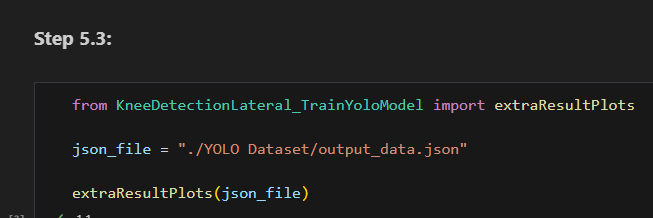 Step 5.3:
from KneeDetectionLateral_TrainYoloModel import extraResultPlots
json_file = "./YOLO Dataset/output_data.json"
extraResultPlots(json_file)